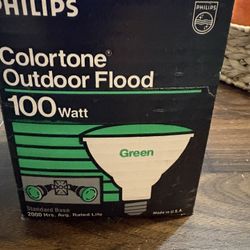 PHILIPS
PHILIPS
Colortone®
Outdoor Flood
100 Watt
Green
Standard Base
2000 Hrs. Avg. Rated Life
Made in U.S.A.